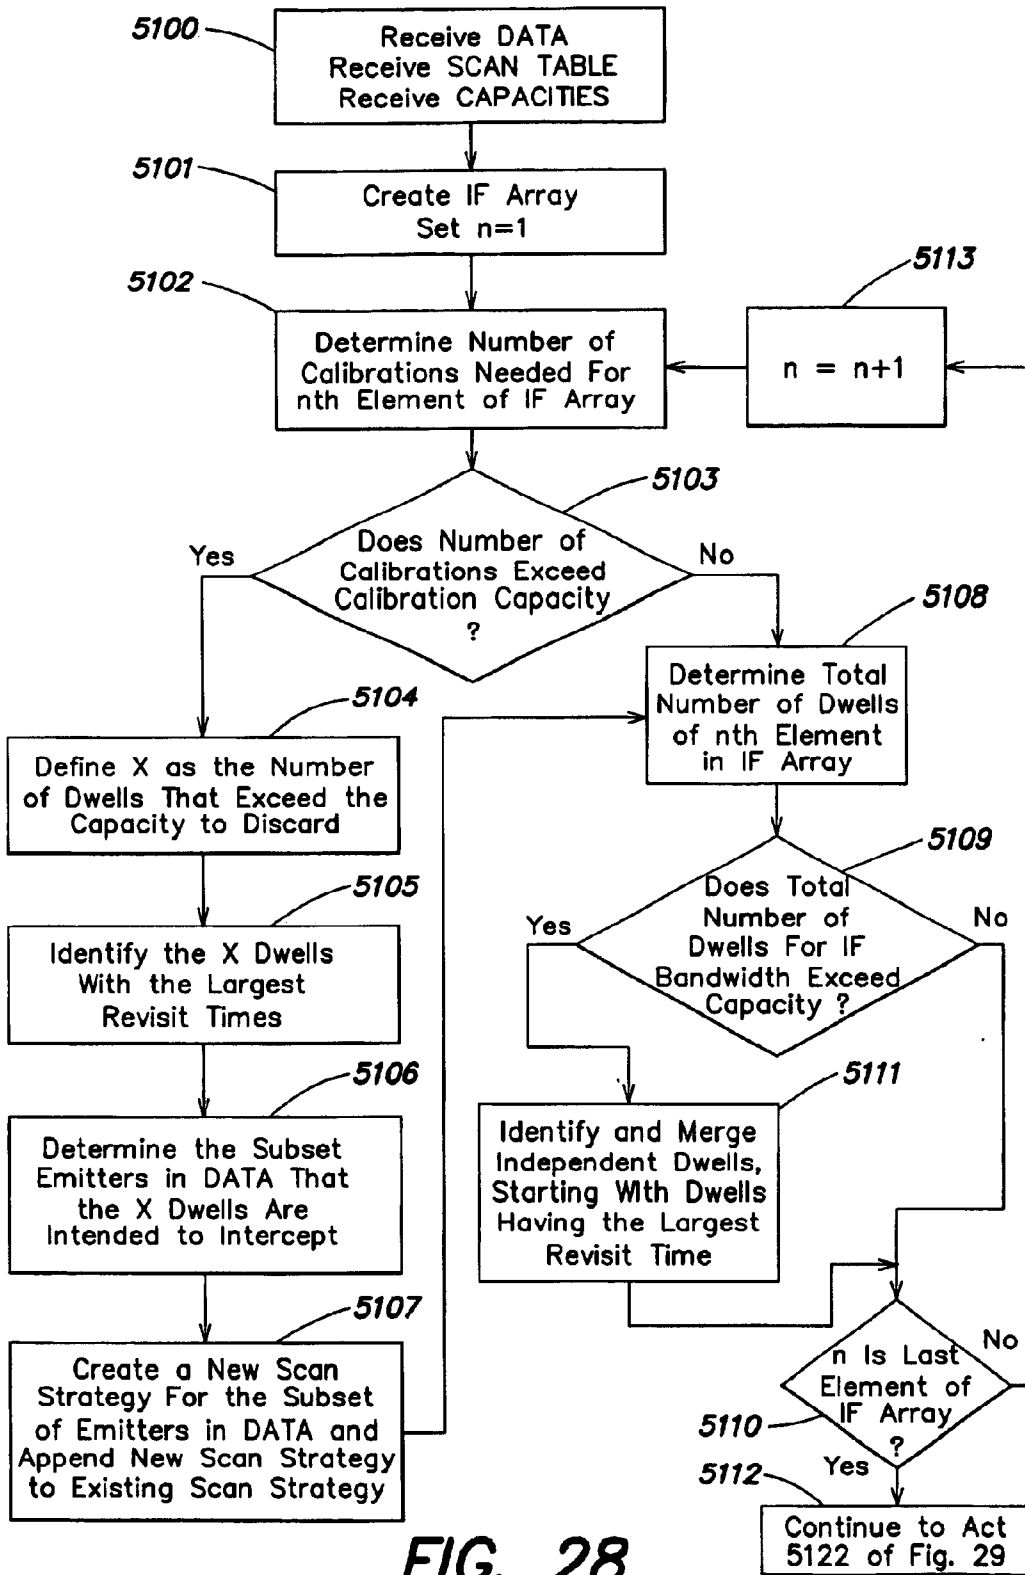 5100
Receive DATA
Receive SCAN TABLE
Receive CAPACITIES
5101
Create IF Array
Set n=1
5102
Determine Number of
Calibrations Needed For
nth Element of IF Array
5113
n = n+1
5103
Does Number of
Calibrations Exceed
Calibration Capacity
?
Yes
No
5104
Define X as the Number
of Dwells That Exceed the
Capacity to Discard
5105
Identify the X Dwells
With the Largest
Revisit Times
5106
Determine the Subset
Emitters in DATA That
the X Dwells Are
Intended to Intercept
5107
Create a New Scan
Strategy For the Subset
of Emitters in DATA and
Append New Scan Strategy
to Existing Scan Strategy
5108
Determine Total
Number of Dwells
of nth Element
in IF Array
5109
Does Total
Number of
Dwells For IF
Bandwidth Exceed
Capacity ?
Yes
No
5111
Identify and Merge
Independent Dwells,
Starting With Dwells
Having the Largest
Revisit Time
n Is Last
Element of
IF Array
?
No
5110
Yes
5112
Continue to Act
5122 of Fig. 29
FIG. 28